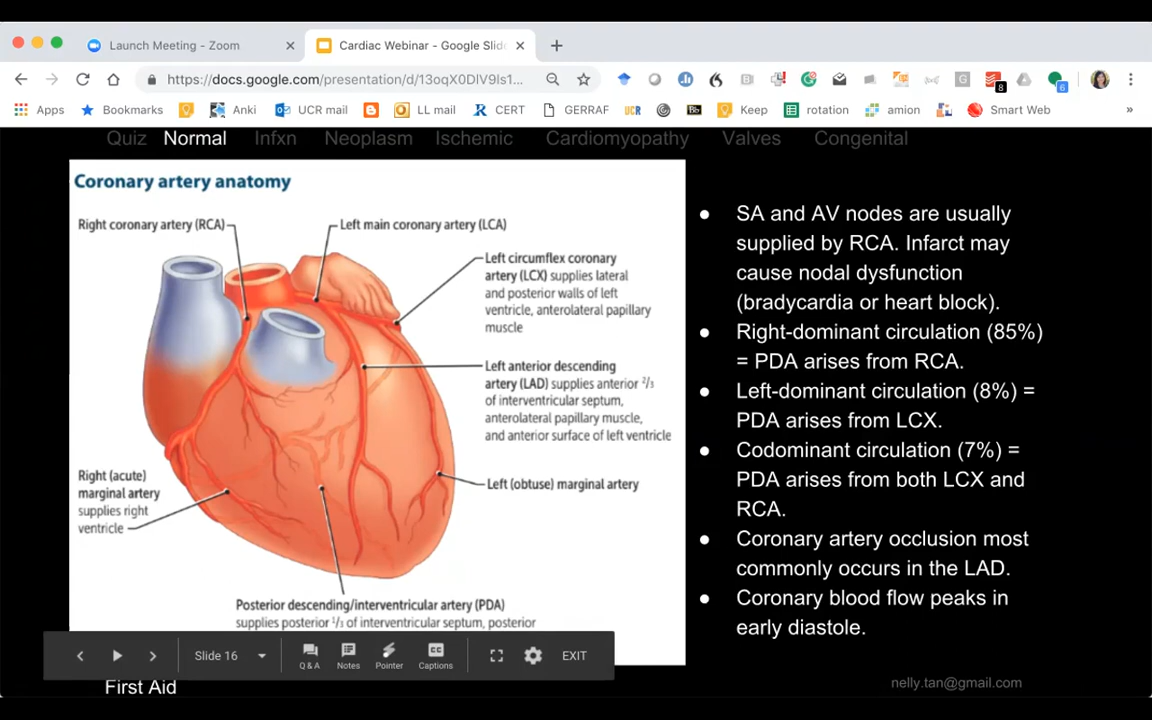 Launch Meeting - Zoom
Cardiac Webinar - Google Slide
https://docs.google.com/presentation/d/13oqX0DIV9ls1...
8
6
Apps
Bookmarks
Anki
UCR mail
LL mail
CERT
GERRAF
UCR
Bb
Keep
rotation
amion
Smart Web
»
Quiz
Normal
Infxn
Neoplasm
Ischemic
Cardiomyopathy
Valves
Congenital
Coronary artery anatomy
Right coronary artery (RCA)
Left main coronary artery (LCA)
Left circumflex coronary
artery (LCX) supplies lateral
and posterior walls of left
ventricle, anterolateral papillary
muscle
Left anterior descending
artery (LAD) supplies anterior 2/3
of interventricular septum,
anterolateral papillary muscle,
and anterior surface of left ventricle
Left (obtuse) marginal artery
Right (acute)
marginal artery
supplies right
ventricle
Posterior descending/interventricular artery (PDA)
supplies posterior 1/3 of interventricular septum, posterior
• SA and AV nodes are usually
supplied by RCA. Infarct may
cause nodal dysfunction
(bradycardia or heart block).
• Right-dominant circulation (85%)
= PDA arises from RCA.
• Left-dominant circulation (8%) =
PDA arises from LCX.
• Codominant circulation (7%) =
PDA arises from both LCX and
RCA.
• Coronary artery occlusion most
commonly occurs in the LAD.
• Coronary blood flow peaks in
early diastole.
Slide 16
Q & A
Notes
Pointer
CC
Captions
EXIT
First Aid
nelly.tan@gmail.com